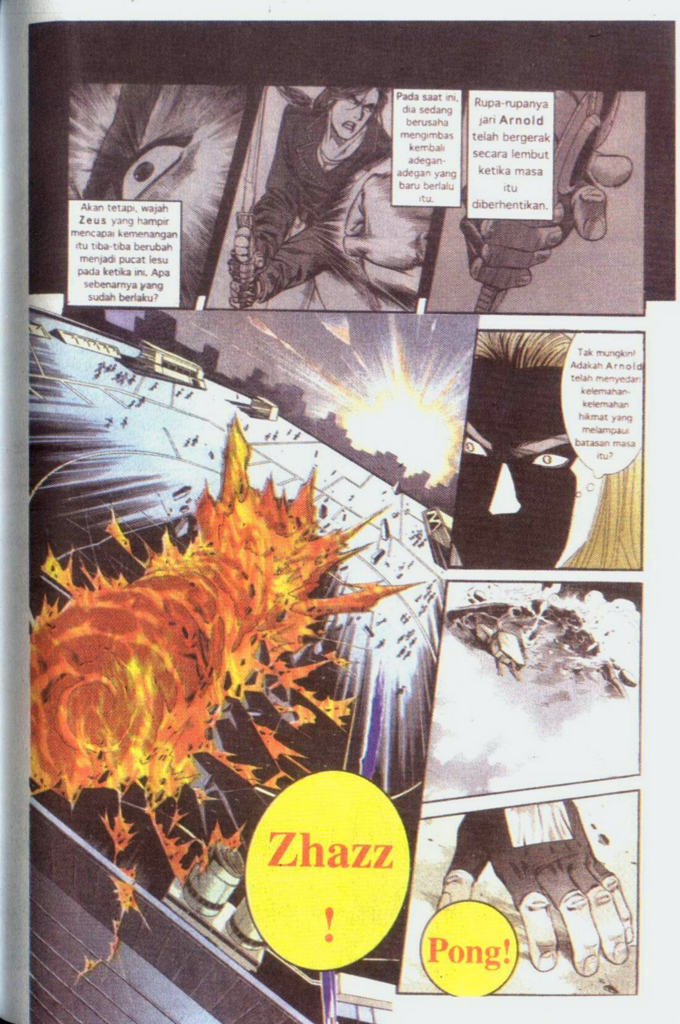 Akan tetapi, wajah
Zeus yang hampir
mencapai kemenangan
itu tiba-tiba berubah
menjadi pucat lesu
pada ketika ini. Apa
sebenarnya yang
sudah berlaku?
Pada saat ini,
dia sedang
berusaha
mengimbas
kembali
adegan-
adegan yang
baru berlalu
itu.
Rupa-rupanya
jari Arnold
telah bergerak
secara lembut
ketika masa
itu
diberhentikan.
Tak mungkin!
Adakah Arnold
telah menyedari
kelemahan-
kelemahan
hikmat yang
melampaui
batasan masa
itu?
Zhazz
!
Pong!